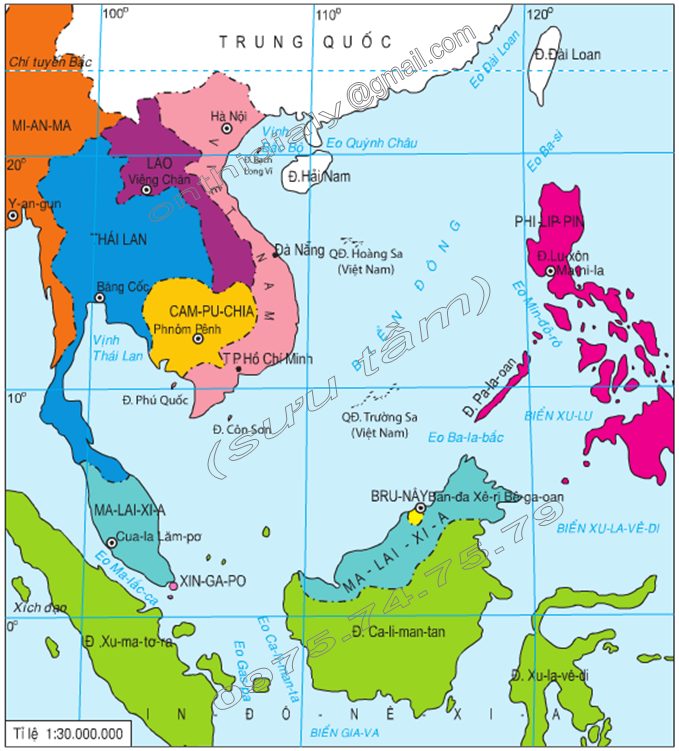 100°
110°
120°
TRUNG QUỐC
Đ.Đài Loan
Eo Đài Loan
Chí tuyến Bắc
MI-AN-MA
Hà Nội
Vịnh
Bắc Bộ
Eo Quỳnh Châu
Đ.Bạch
Long Vĩ
20°
LÀO
Viêng Chăn
VIỆT NAM
Đ.Hải Nam
Eo Ba-si
Y-an-gun
THÁI LAN
Đà Nẵng
QĐ. Hoàng Sa
(Việt Nam)
BIỂN ĐÔNG
PHI-LIP-PIN
Đ.Lu-xôn
Ma-ni-la
Băng Cốc
CAM-PU-CHIA
Phnôm Pênh
Eo Min-đô-rô
Vịnh
Thái Lan
TP Hồ Chí Minh
10°
Đ. Phú Quốc
Đ. Côn Sơn
QĐ. Trường Sa
(Việt Nam)
Đ. Pa-la-oan
Eo Ba-la-bắc
BIỂN XU-LU
MA-LAI-XI-A
Cua-la Lăm-pơ
BRU-NÂY
Ban-đa Xê-ri Bê-ga-oan
BIỂN XU-LA-VÊ-DI
MA-LAI-XI-A
Eo Ma-lắc-ca
XIN-GA-PO
Xích đạo
0°
Đ .Xu-ma-tơ-ra
Eo Gas-pa
Eo Ca-li-man-ta
Đ. Ca-li-man-tan
Đ. Xu-la-vê-di
IN-ĐÔ-NÊ-XI-A
BIỂN GIA-VA
Tỉ lệ 1:30.000.000
onthidialy @gmail.com
(sưu tầm)
0975-74-75-79